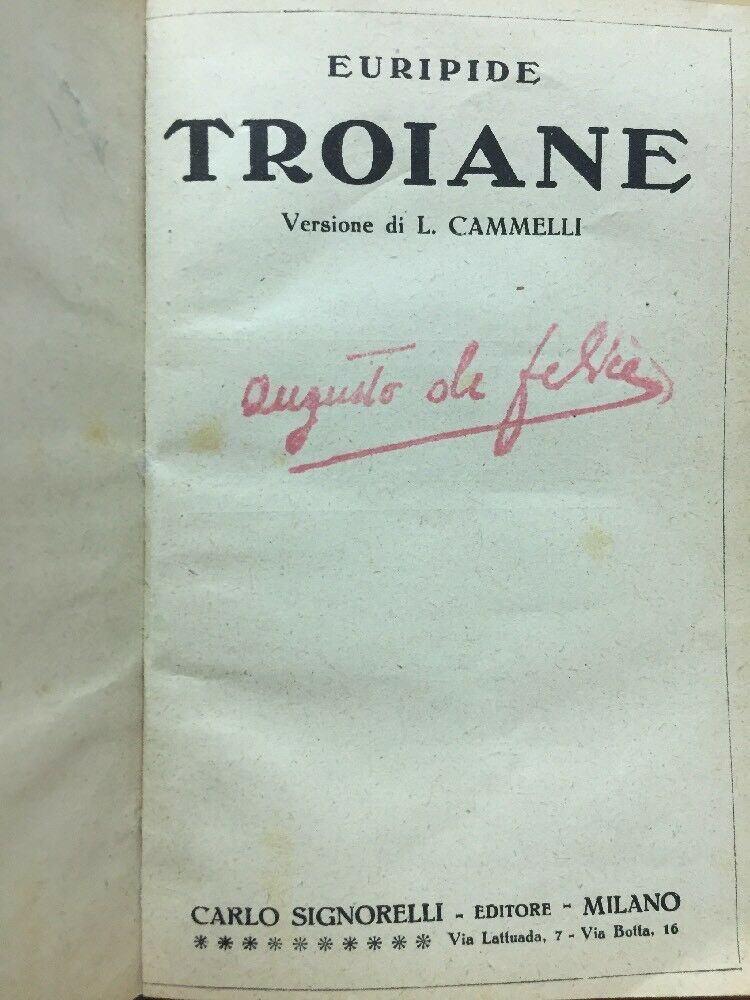 EURIPIDE
TROIANE
Versione di L. CAMMELLI
augusto de felice
CARLO SIGNORELLI - EDITORE - MILANO
Via Lattuada, 7 - Via Botta, 16